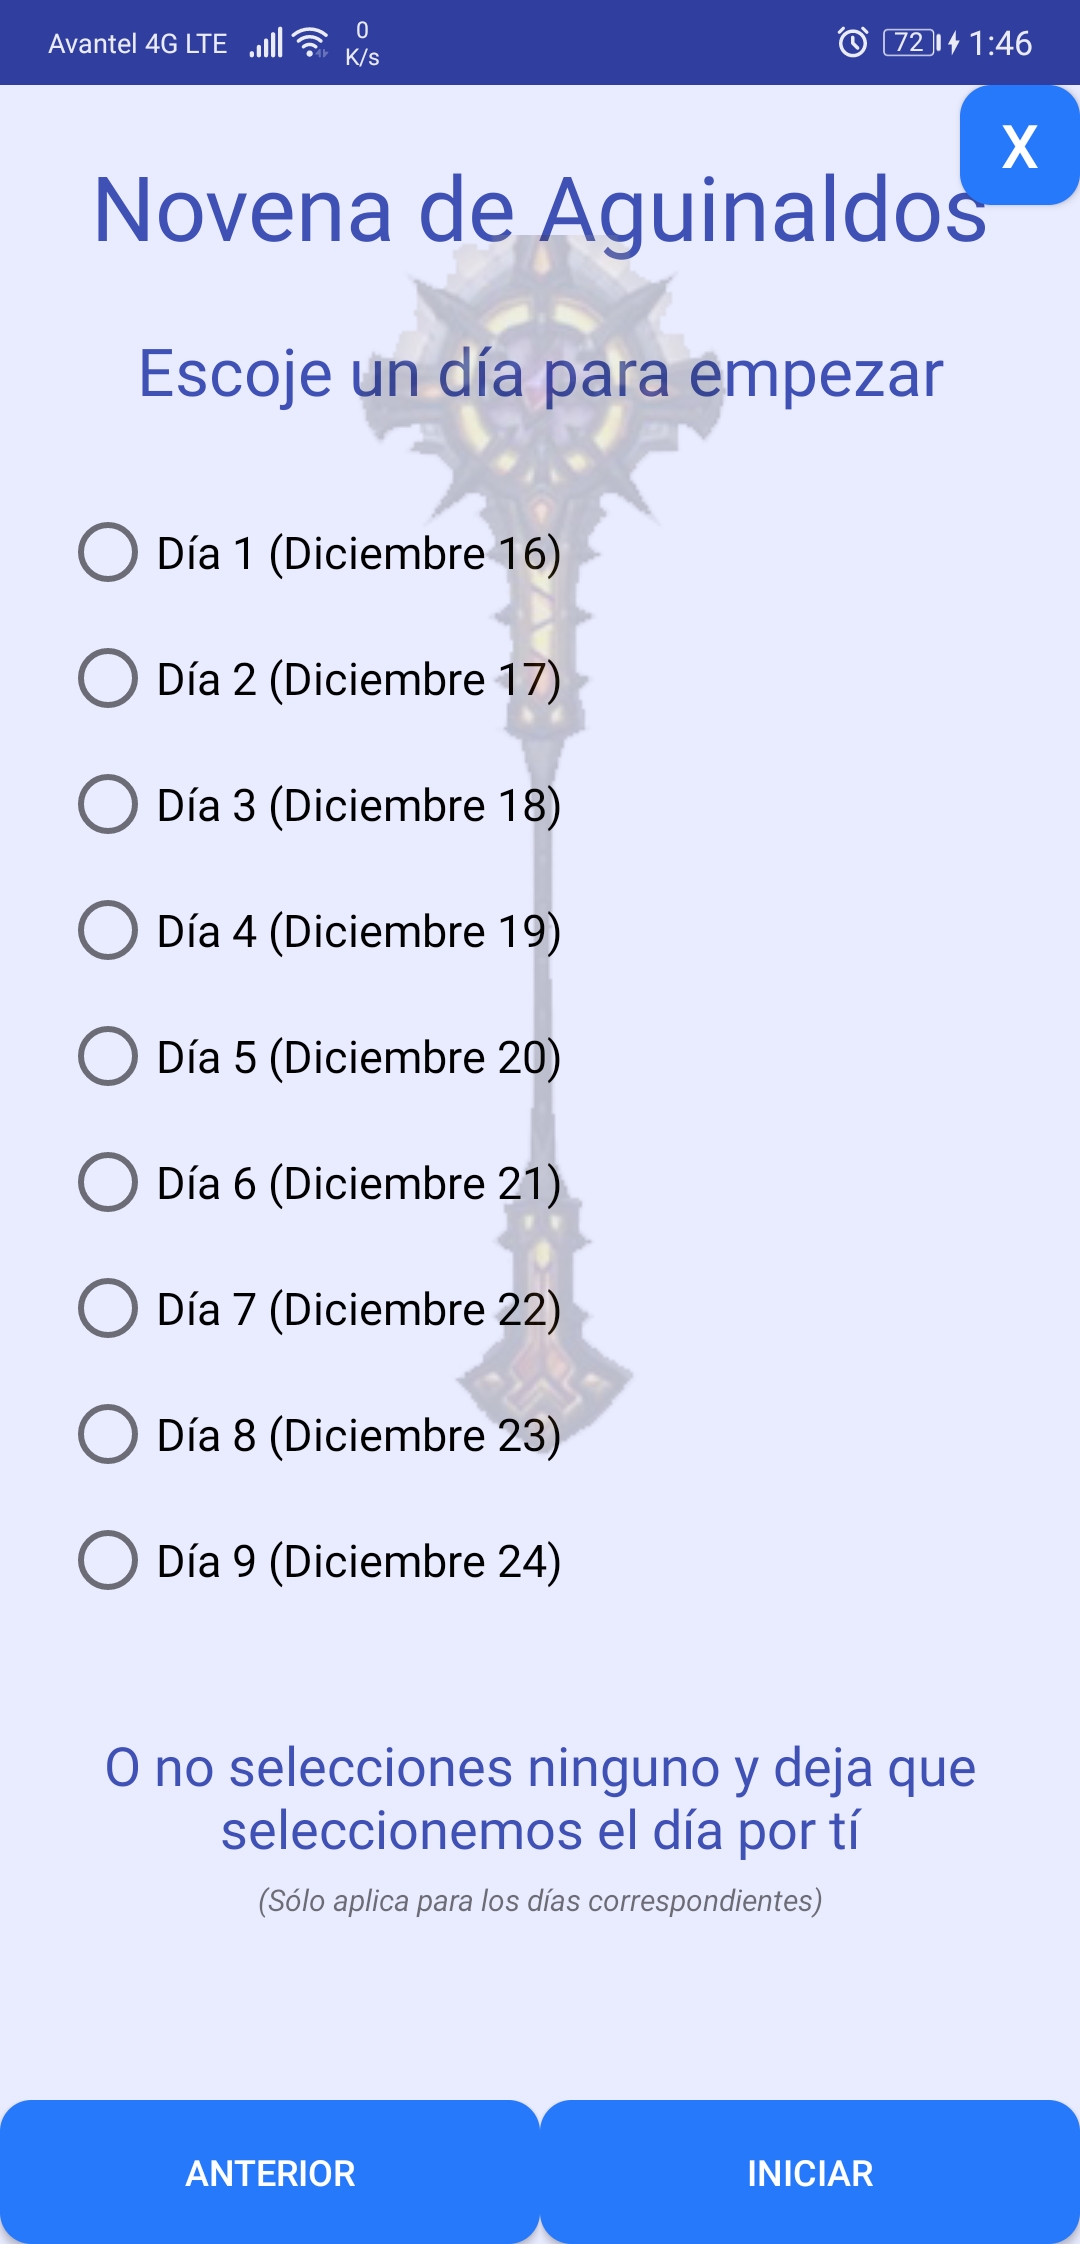 Avantel 4G LTE 0 K/s 72 1:46
X
Novena de Aguinaldos
Escoje un día para empezar
Día 1 (Diciembre 16)
Día 2 (Diciembre 17)
Día 3 (Diciembre 18)
Día 4 (Diciembre 19)
Día 5 (Diciembre 20)
Día 6 (Diciembre 21)
Día 7 (Diciembre 22)
Día 8 (Diciembre 23)
Día 9 (Diciembre 24)
O no selecciones ninguno y deja que
seleccionemos el día por tí
(Sólo aplica para los días correspondientes)
ANTERIOR INICIAR